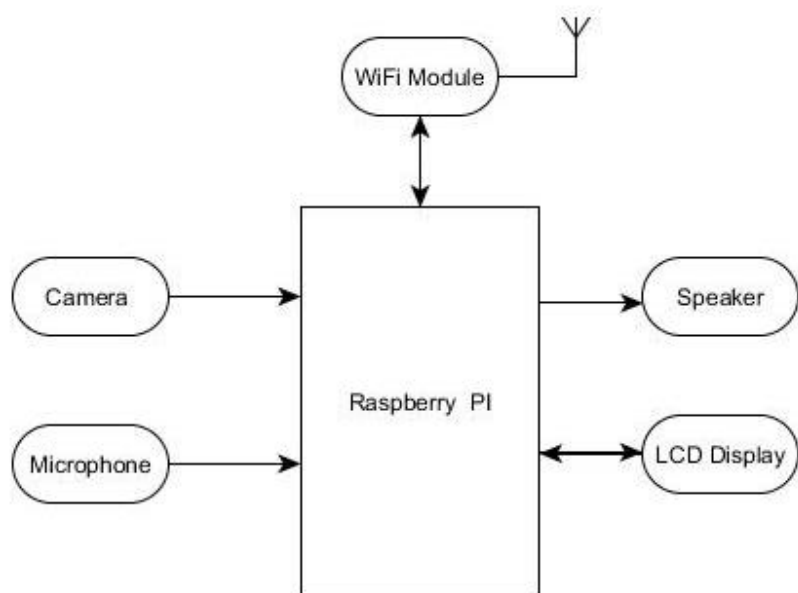 WiFi Module
Camera
Speaker
Raspberry PI
Microphone
LCD Display